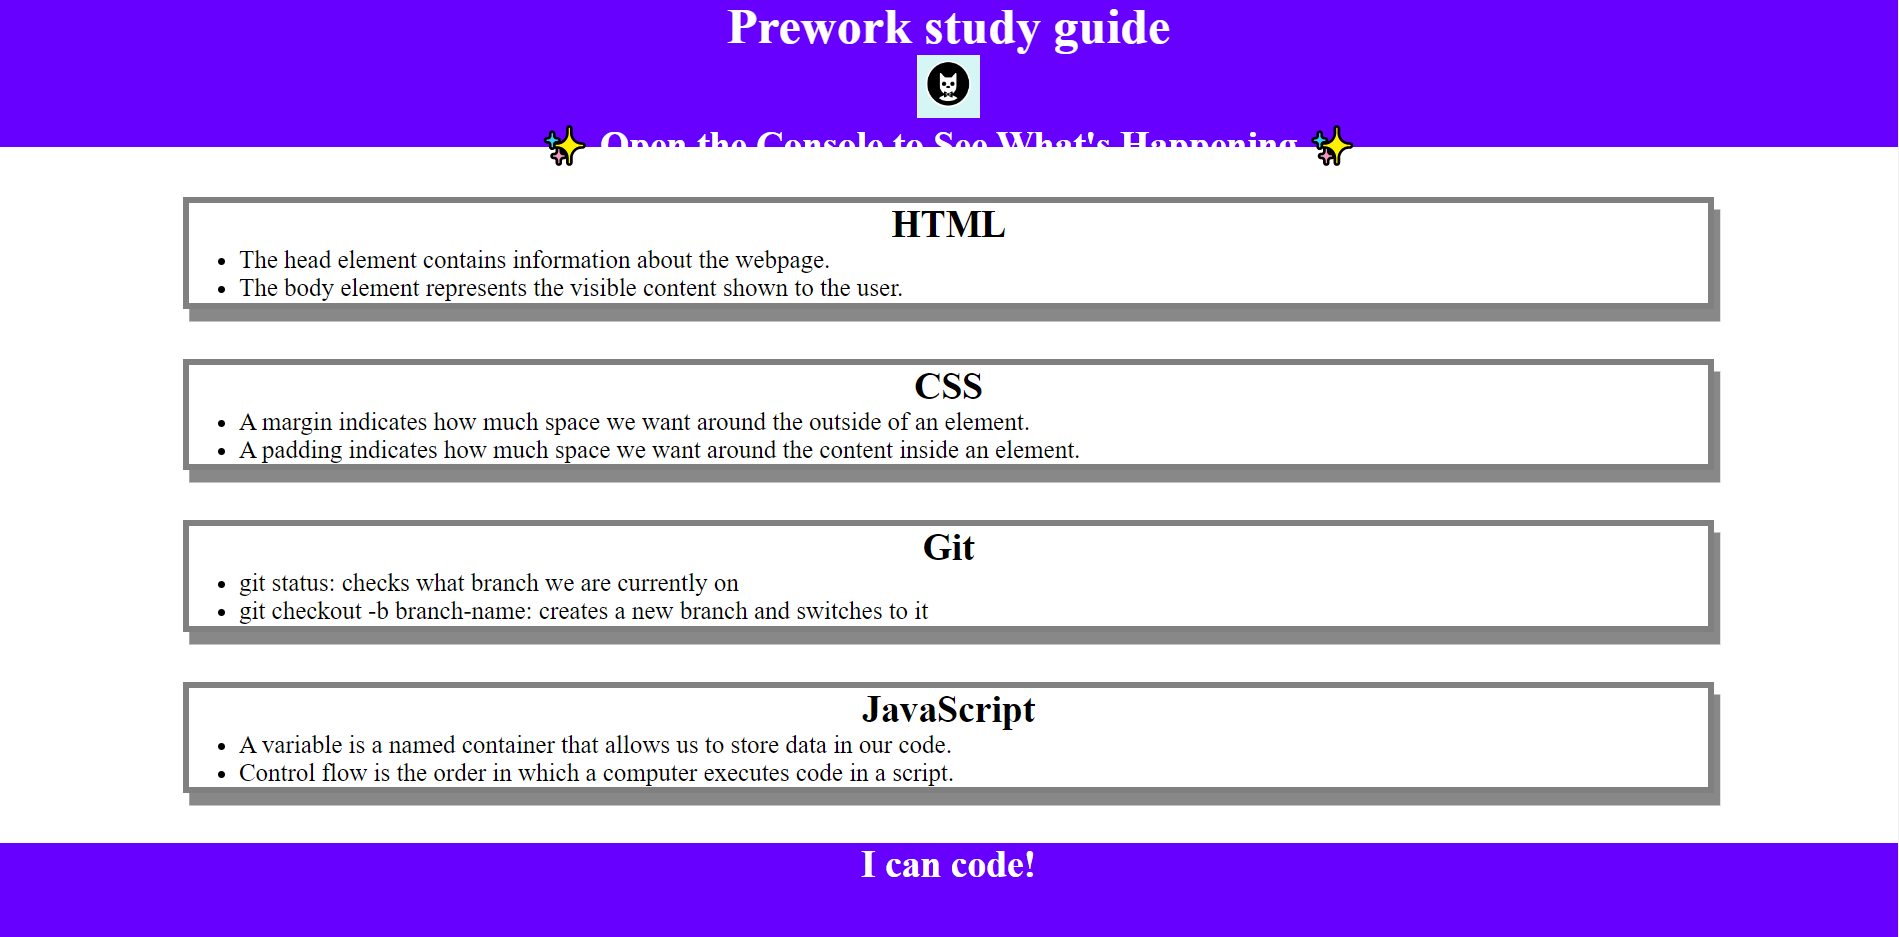 Prework study guide
✨ Open the Console to See What's Happening ✨
HTML
• The head element contains information about the webpage.
• The body element represents the visible content shown to the user.
CSS
• A margin indicates how much space we want around the outside of an element.
• A padding indicates how much space we want around the content inside an element.
Git
• git status: checks what branch we are currently on
• git checkout -b branch-name: creates a new branch and switches to it
JavaScript
• A variable is a named container that allows us to store data in our code.
• Control flow is the order in which a computer executes code in a script.
I can code!